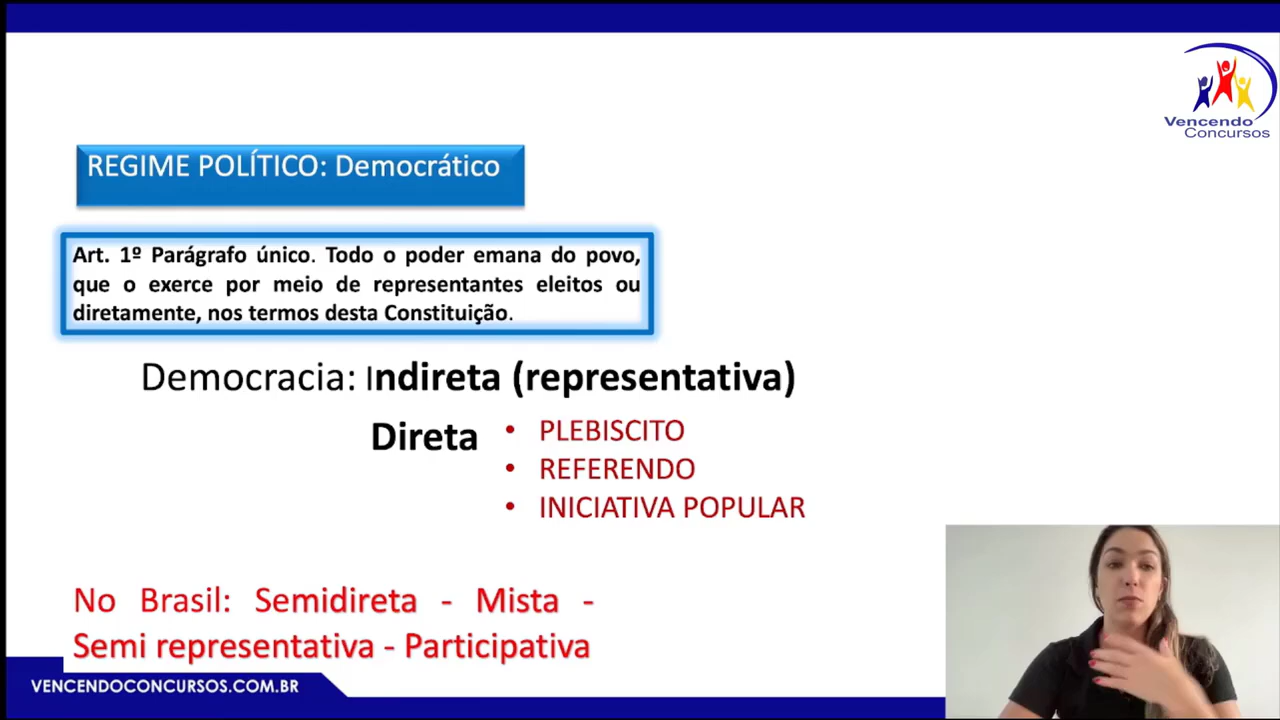 Vencendo
Concursos
REGIME POLÍTICO: Democrático
Art. 1º Parágrafo único. Todo o poder emana do povo,
que o exerce por meio de representantes eleitos ou
diretamente, nos termos desta Constituição.
Democracia: Indireta (representativa)
Direta
• PLEBISCITO
• REFERENDO
• INICIATIVA POPULAR
No Brasil: Semidireta - Mista -
Semi representativa - Participativa
VENCENDOCONCURSOS.COM.BR